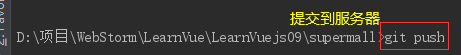 提交到服务器
D:\项目\WebStorm\LearnVue\LearnVuejs09\supermall>git push